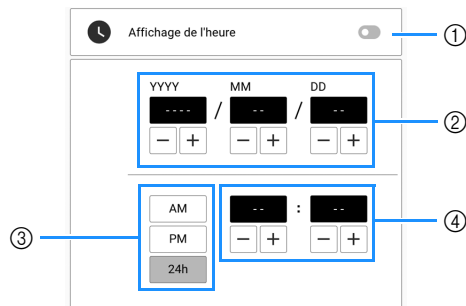 Affichage de l'heure
①
YYYY MM DD
---- / -- / --
②
− + − + − +
AM
PM
24h
③
-- : --
− + − +
④